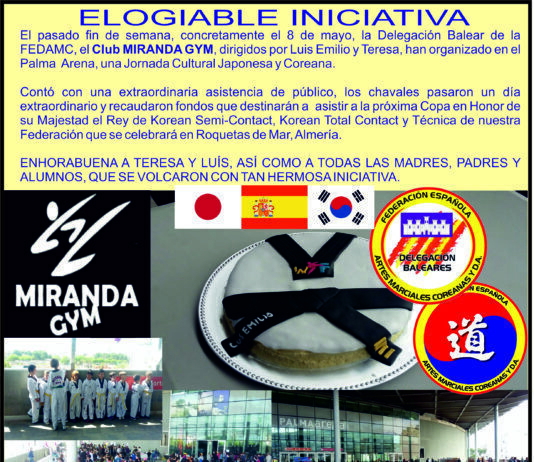 ELOGIABLE INICIATIVA
El pasado fin de semana, concretamente el 8 de mayo, la Delegación Balear de la
FEDAMC, el Club MIRANDA GYM, dirigidos por Luis Emilio y Teresa, han organizado en el
Palma Arena, una Jornada Cultural Japonesa y Coreana.
Contó con una extraordinaria asistencia de público, los chavales pasaron un día
extraordinario y recaudaron fondos que destinarán a asistir a la próxima Copa en Honor de
su Majestad el Rey de Korean Semi-Contact, Korean Total Contact y Técnica de nuestra
Federación que se celebrará en Roquetas de Mar, Almería.
ENHORABUENA A TERESA Y LUÍS, ASÍ COMO A TODAS LAS MADRES, PADRES Y
ALUMNOS, QUE SE VOLCARON CON TAN HERMOSA INICIATIVA.
FEDERACIÓN ESPAÑOLA
DELEGACION
BALEARES
ARTES MARCIALES COREANAS Y D.A.
MIRANDA
GYM
WTF
EMILIO
ESPAÑOLA
道
ARTES MARCIALES COREANAS Y D.A.
PALMA arena